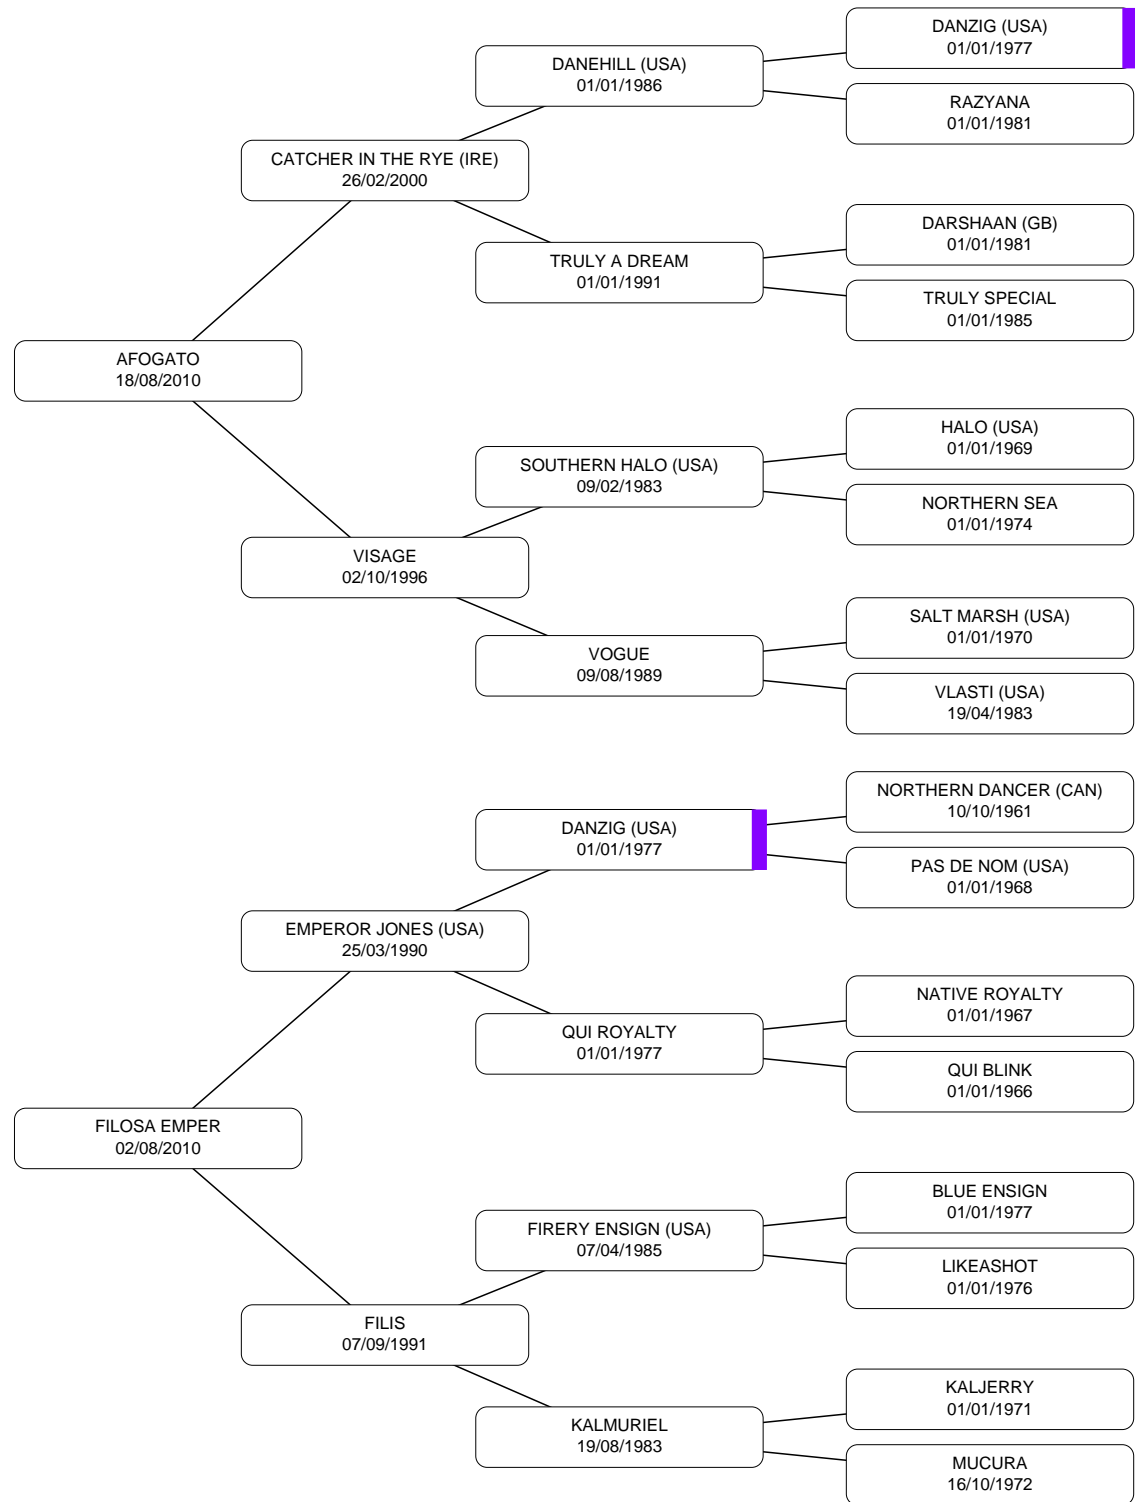 DANZIG (USA)
01/01/1977
DANEHILL (USA)
01/01/1986
RAZYANA
01/01/1981
CATCHER IN THE RYE (IRE)
26/02/2000
DARSHAAN (GB)
01/01/1981
TRULY A DREAM
01/01/1991
TRULY SPECIAL
01/01/1985
AFOGATO
18/08/2010
HALO (USA)
01/01/1969
SOUTHERN HALO (USA)
09/02/1983
NORTHERN SEA
01/01/1974
VISAGE
02/10/1996
SALT MARSH (USA)
01/01/1970
VOGUE
09/08/1989
VLASTI (USA)
19/04/1983
NORTHERN DANCER (CAN)
10/10/1961
DANZIG (USA)
01/01/1977
PAS DE NOM (USA)
01/01/1968
EMPEROR JONES (USA)
25/03/1990
NATIVE ROYALTY
01/01/1967
QUI ROYALTY
01/01/1977
QUI BLINK
01/01/1966
FILOSA EMPER
02/08/2010
BLUE ENSIGN
01/01/1977
FIRERY ENSIGN (USA)
07/04/1985
LIKEASHOT
01/01/1976
FILIS
07/09/1991
KALJERRY
01/01/1971
KALMURIEL
19/08/1983
MUCURA
16/10/1972